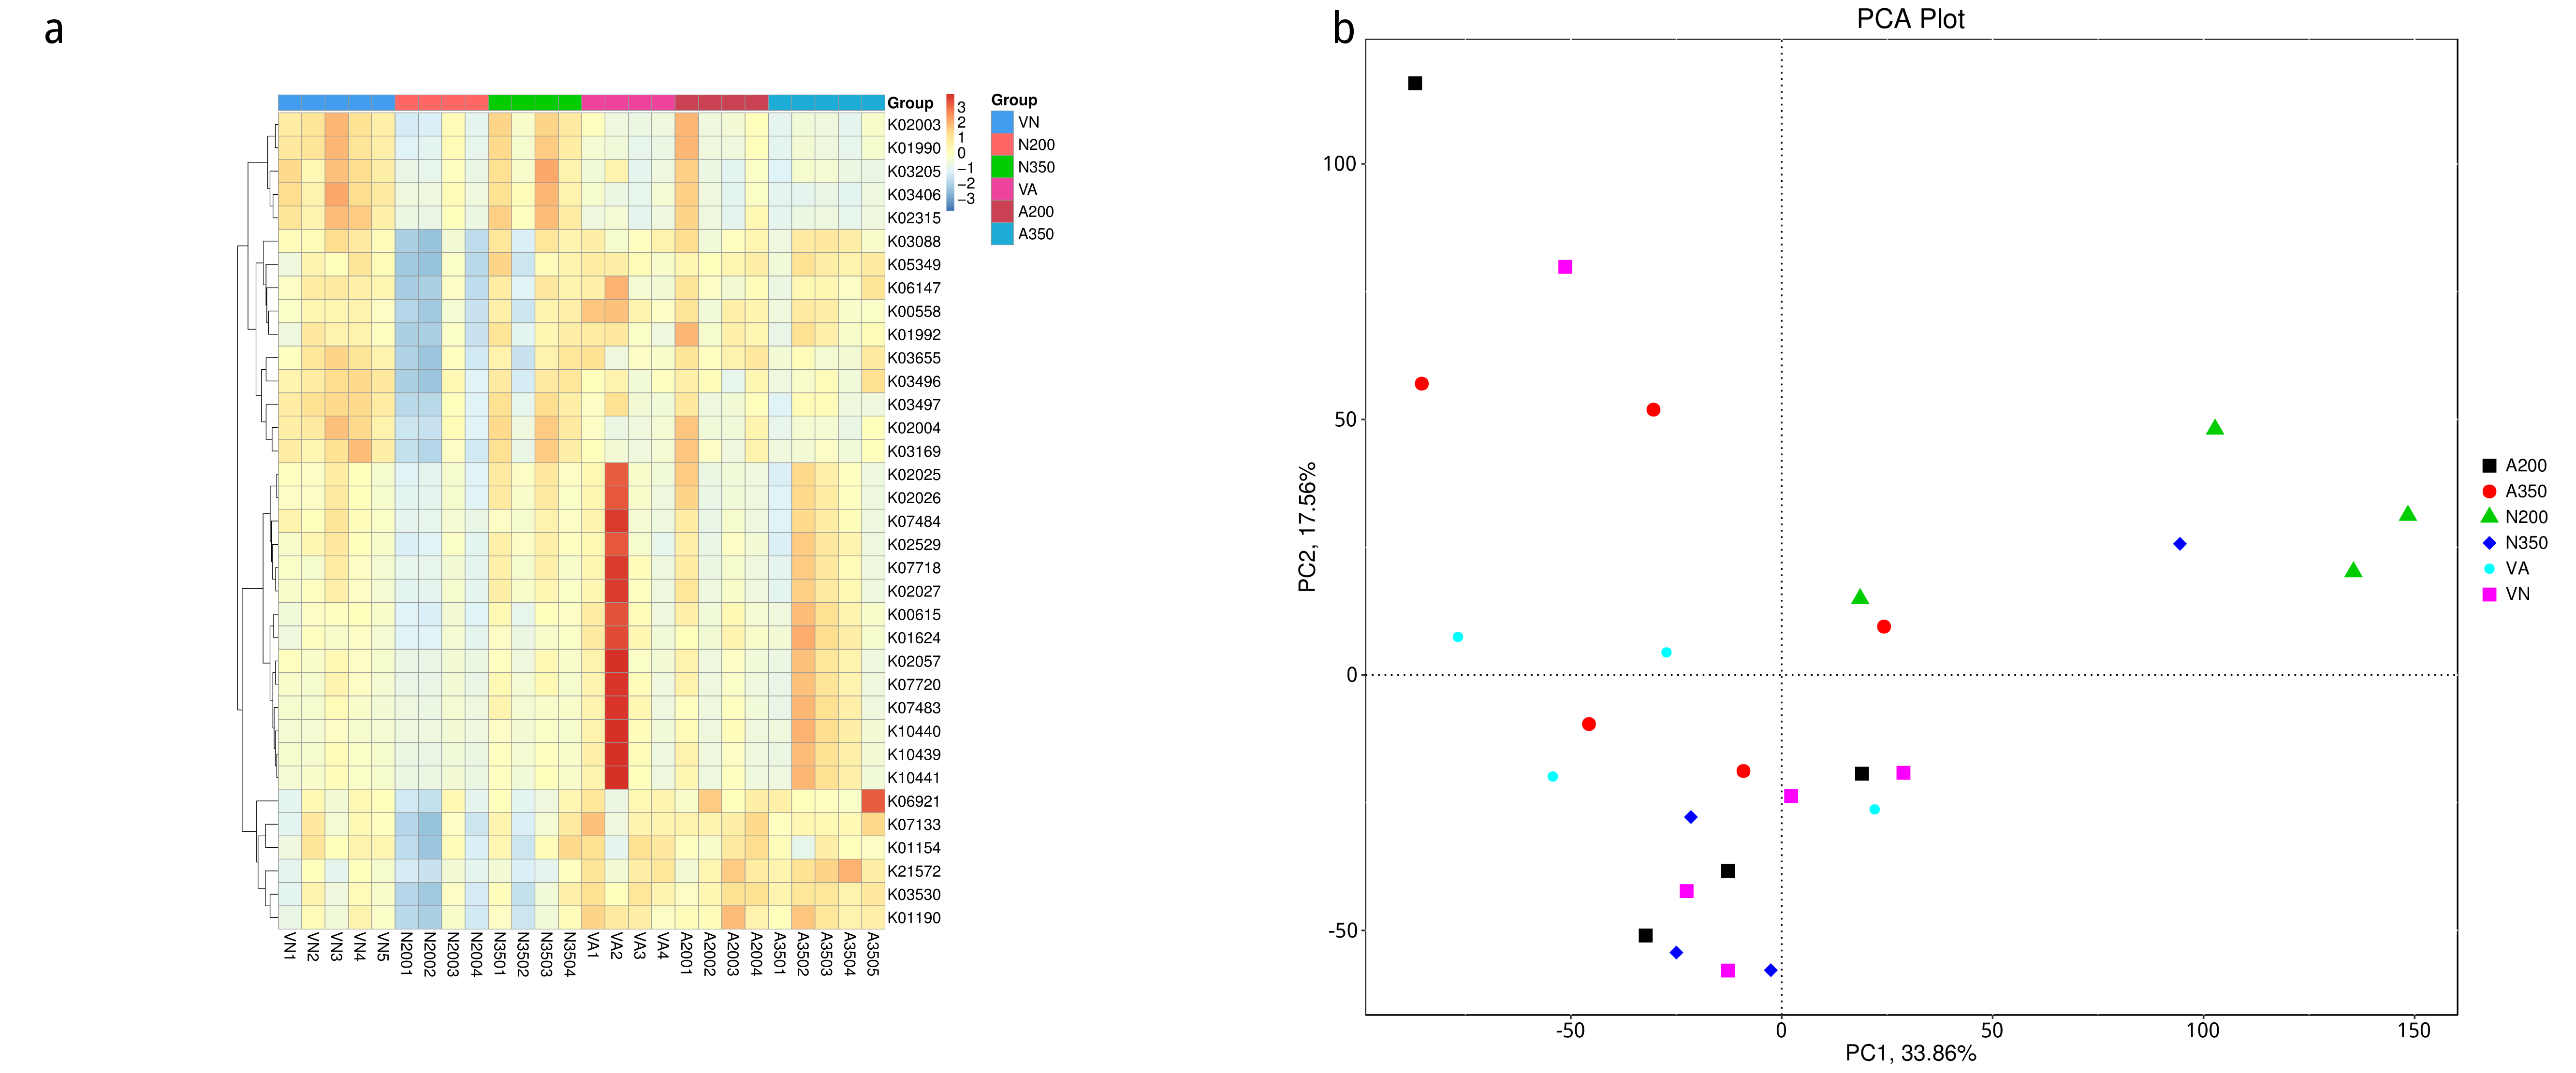 a
Group
K02003
K01990
K03205
K03406
K02315
K03088
K05349
K06147
K00558
K01992
K03655
K03496
K03497
K02004
K03169
K02025
K02026
K07484
K02529
K07718
K02027
K00615
K01624
K02057
K07720
K07483
K10440
K10439
K10441
K06921
K07133
K01154
K21572
K03530
K01190
VN1
VN2
VN3
VN4
VN5
N2001
N2002
N2003
N2004
N3501
N3502
N3503
N3504
VA1
VA2
VA3
VA4
A2001
A2002
A2003
A2004
A3501
A3502
A3503
A3504
A3505
3
2
1
0
−1
−2
−3
Group
VN
N200
N350
VA
A200
A350
b
PCA Plot
PC2, 17.56%
100
50
0
-50
-50
0
50
100
150
PC1, 33.86%
A200
A350
N200
N350
VA
VN